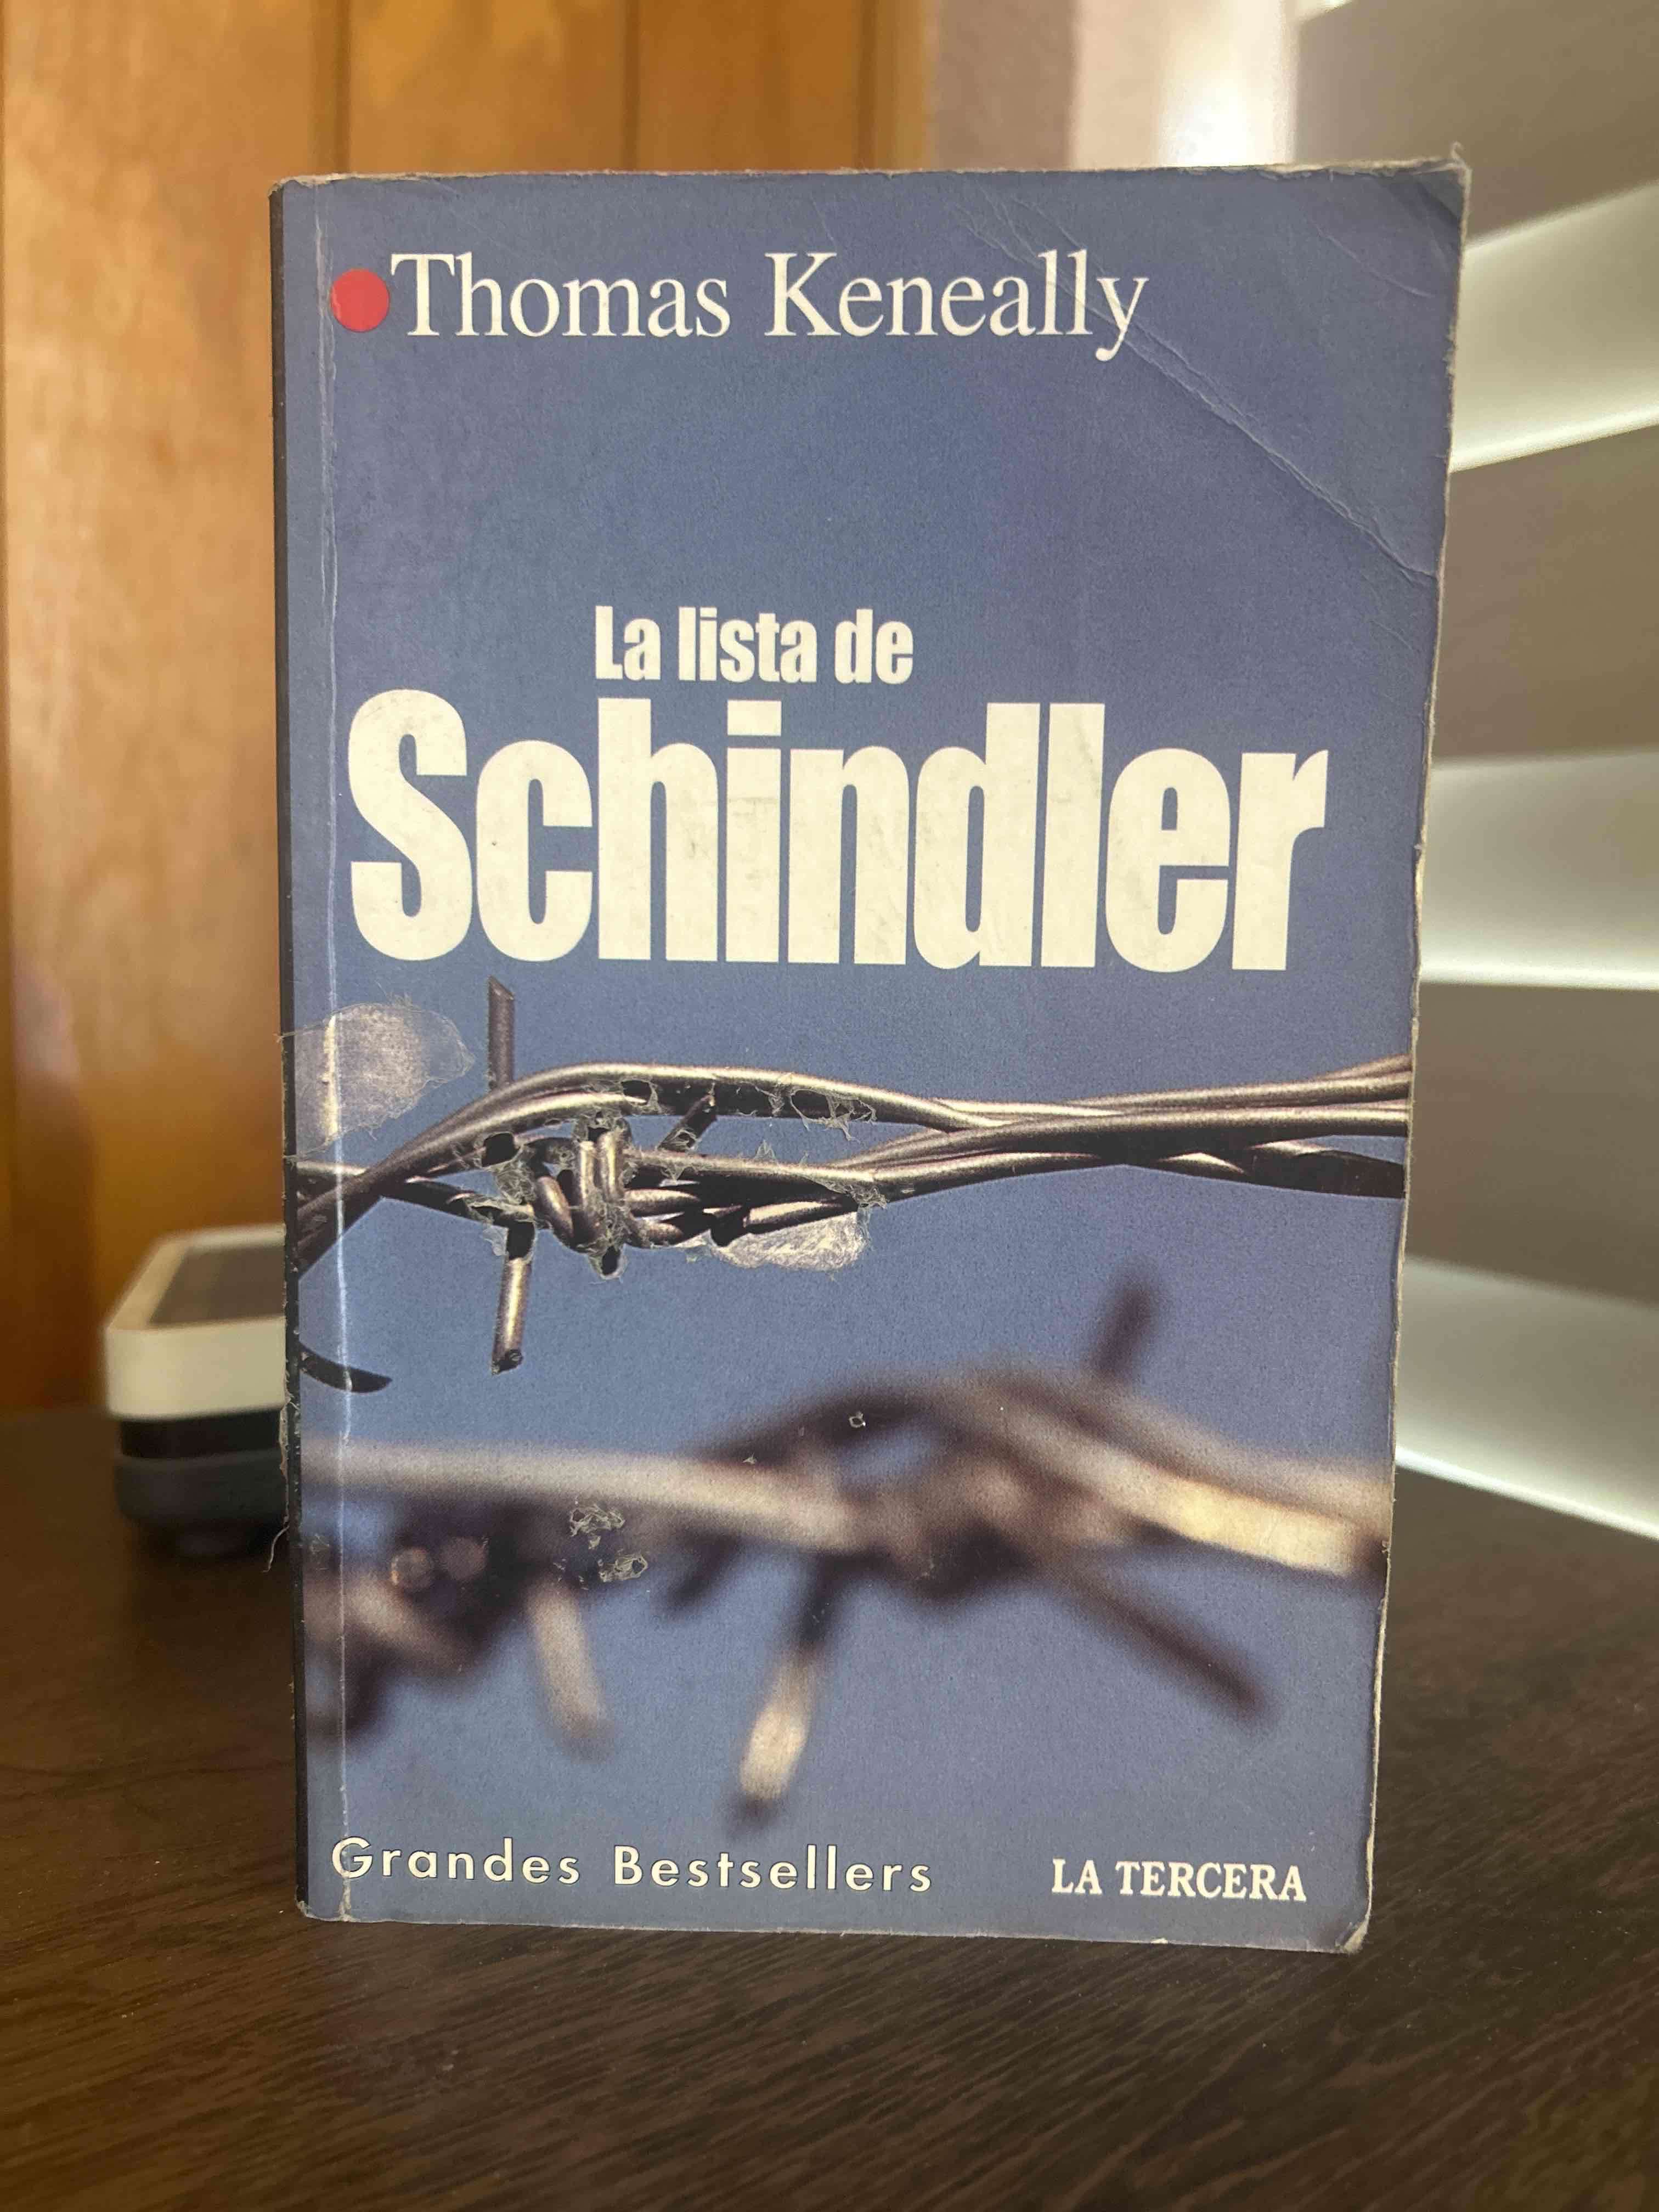 Thomas Keneally
La lista de
Schindler
Grandes Bestsellers
LA TERCERA